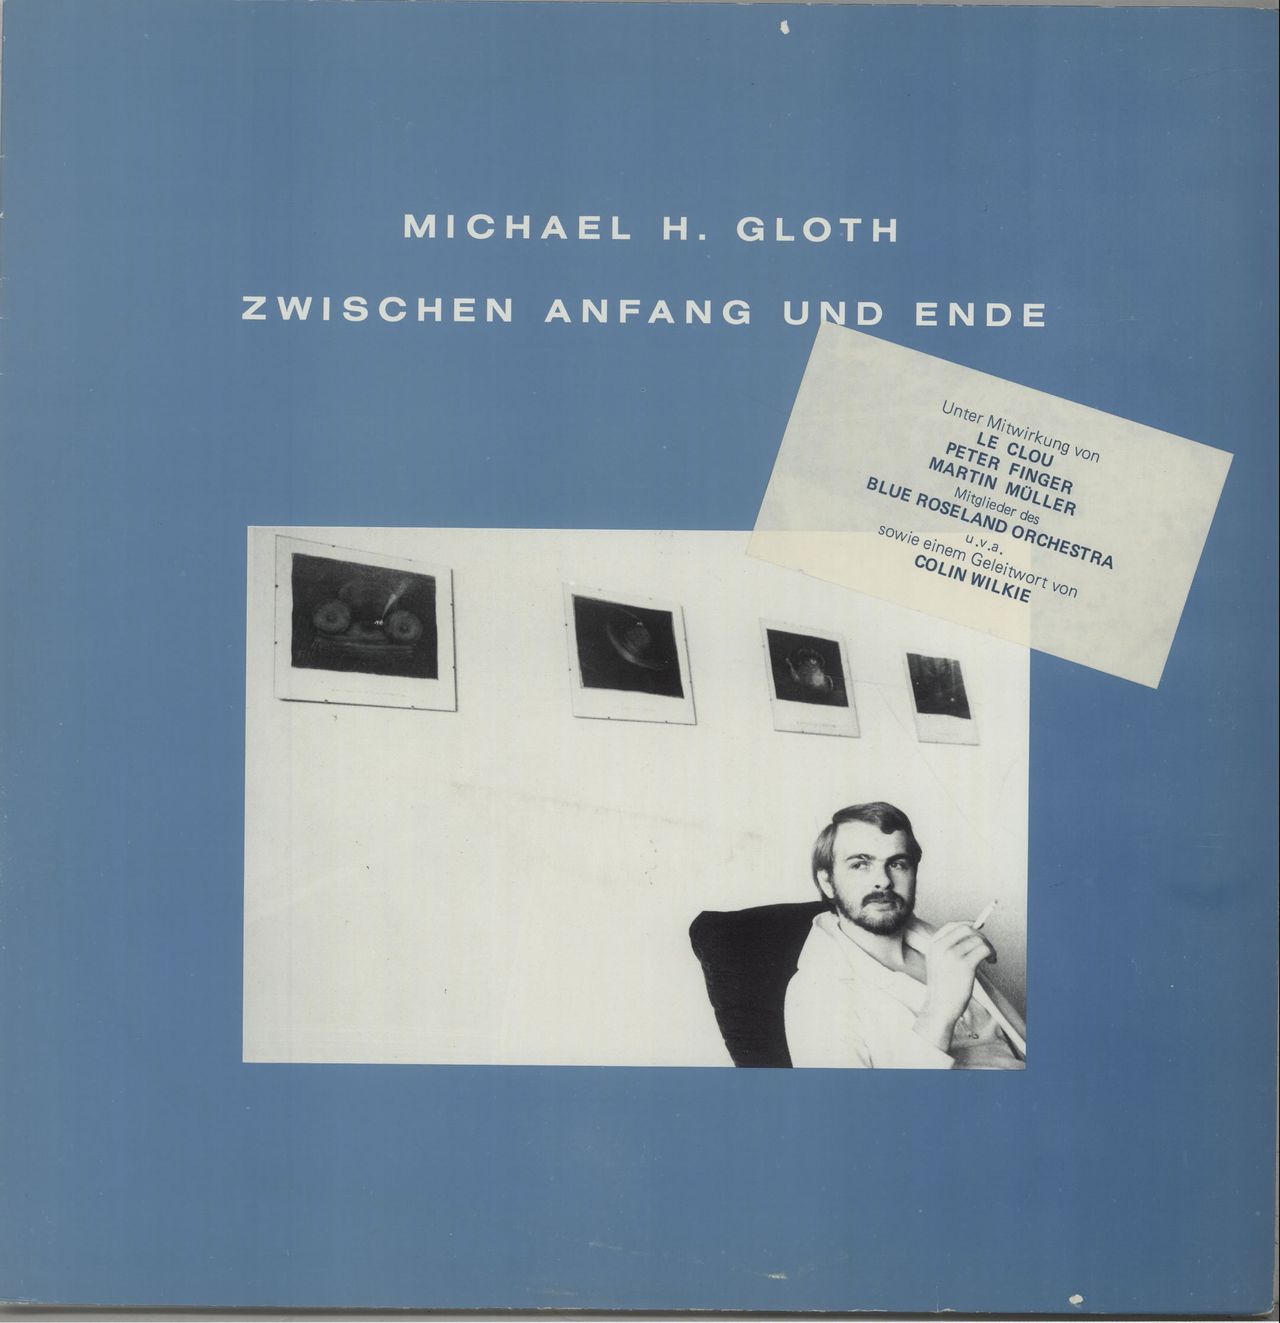 MICHAEL H. GLOTH
ZWISCHEN ANFANG UND ENDE
Unter Mitwirkung von
LE CLOU
PETER FINGER
MARTIN MÜLLER
Mitglieder des
BLUE ROSELAND ORCHESTRA
u.v.a.
sowie einem Geleitwort von
COLIN WILKIE